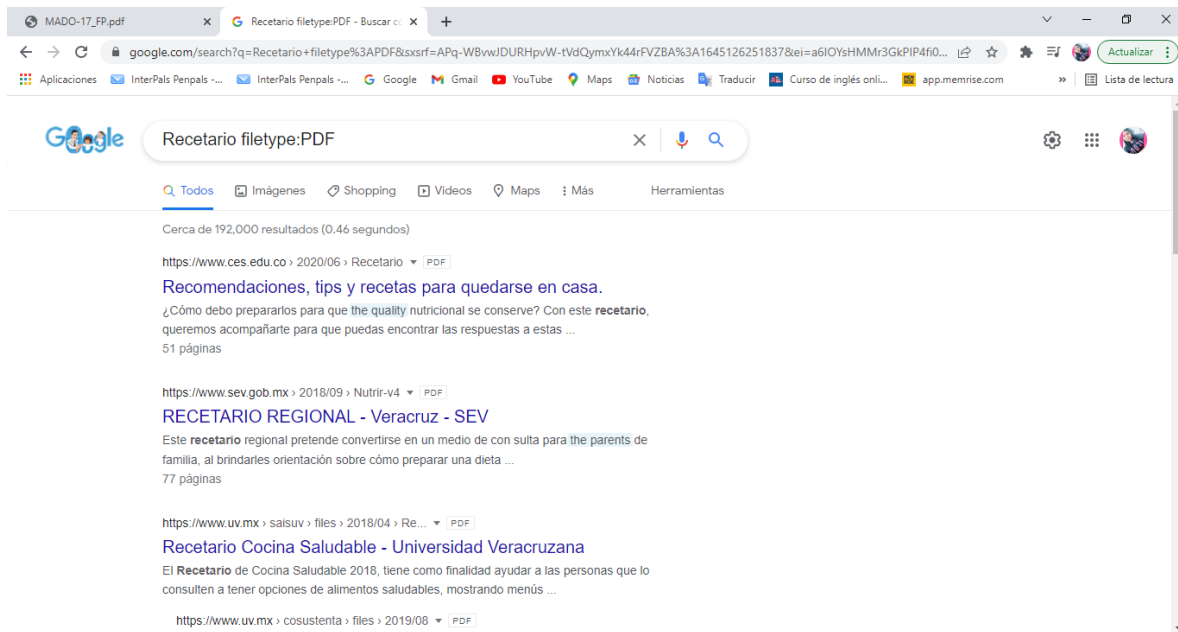 MADO-17_FP.pdf
Recetario filetype:PDF - Buscar co
google.com/search?q=Recetario+filetype%3APDF&sxsrf=APq-WBvwJDURHpvW-tVdQymxYk44rFVZBA%3A1645126251837&ei=a6IOYsHMMr3GkPIP4fi0...
Actualizar
Aplicaciones
InterPals Penpals -...
InterPals Penpals -...
Google
Gmail
YouTube
Maps
Noticias
Traducir
Curso de inglés onli...
app.memrise.com
»
Lista de lectura
Google
Recetario filetype:PDF
Todos
Imágenes
Shopping
Videos
Maps
Más
Herramientas
Cerca de 192,000 resultados (0.46 segundos)
https://www.ces.edu.co › 2020/06 › Recetario PDF
Recomendaciones, tips y recetas para quedarse en casa.
¿Cómo debo prepararlos para que the quality nutricional se conserve? Con este recetario,
queremos acompañarte para que puedas encontrar las respuestas a estas ...
51 páginas
https://www.sev.gob.mx › 2018/09 › Nutrir-v4 PDF
RECETARIO REGIONAL - Veracruz - SEV
Este recetario regional pretende convertirse en un medio de con sulta para the parents de
familia, al brindarles orientación sobre cómo preparar una dieta ...
77 páginas
https://www.uv.mx › saisuv › files › 2018/04 › Re... PDF
Recetario Cocina Saludable - Universidad Veracruzana
El Recetario de Cocina Saludable 2018, tiene como finalidad ayudar a las personas que lo
consulten a tener opciones de alimentos saludables, mostrando menús ...
https://www.uv.mx › cosustenta › files › 2019/08 PDF